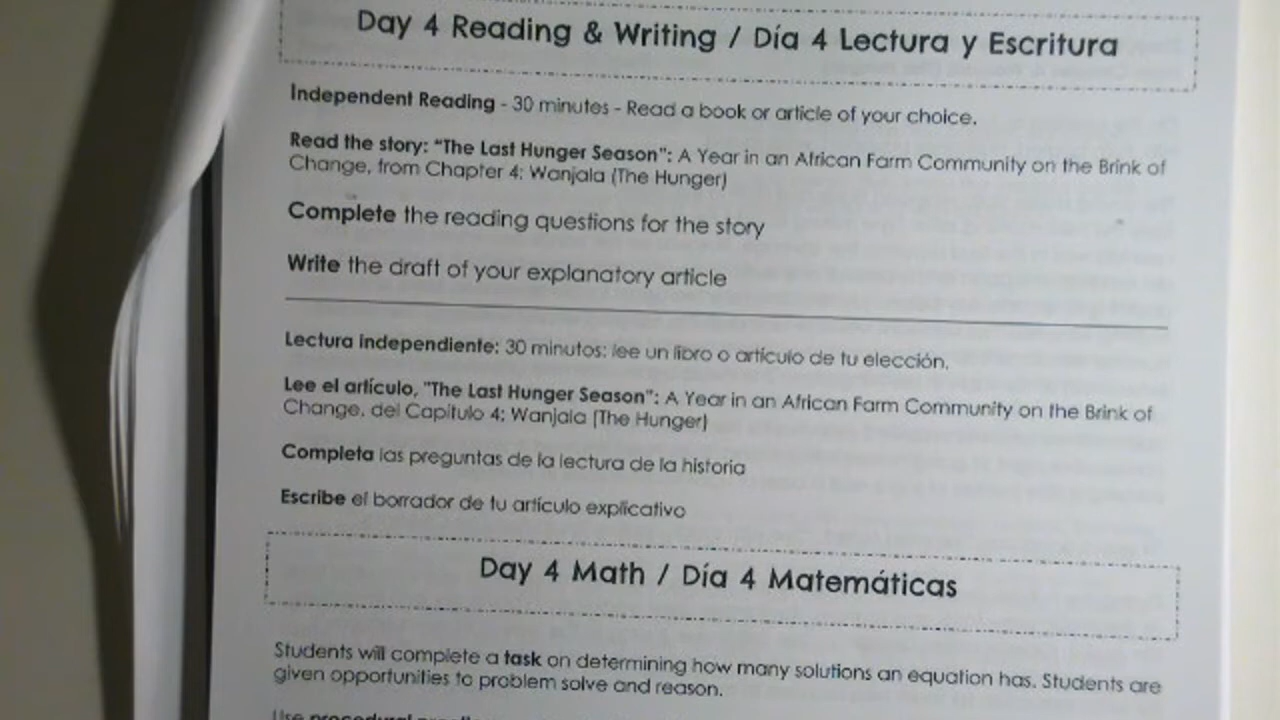 Day 4 Reading & Writing / Día 4 Lectura y Escritura
Independent Reading - 30 minutes - Read a book or article of your choice.
Read the story: “The Last Hunger Season”: A Year in an African Farm Community on the Brink of
Change, from Chapter 4: Wanjala (The Hunger)
Complete the reading questions for the story
Write the draft of your explanatory article
Lectura independiente: 30 minutos: lee un libro o artículo de tu elección.
Lee el artículo, "The Last Hunger Season": A Year in an African Farm Community on the Brink of
Change, del Capítulo 4: Wanjala (The Hunger)
Completa las preguntas de la lectura de la historia
Escribe el borrador de tu artículo explicativo
Day 4 Math / Día 4 Matemáticas
Students will complete a task on determining how many solutions an equation has. Students are
given opportunities to problem solve and reason.
Use procedural